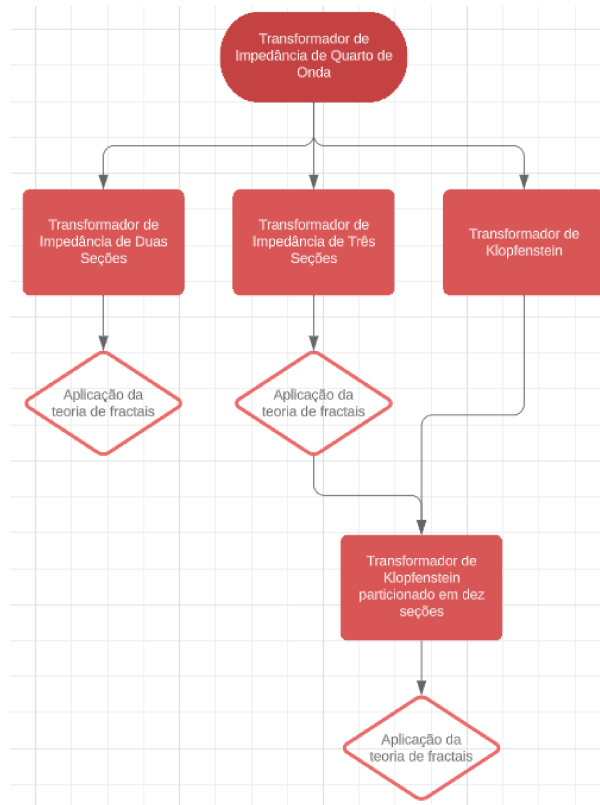 Transformador de
Impedância de Quarto de
Onda
Transformador de
Impedância de Duas
Seções
Transformador de
Impedância de Três
Seções
Transformador de
Klopfenstein
Aplicação da
teoria de fractais
Aplicação da
teoria de fractais
Transformador de
Klopfenstein
particionado em dez
seções
Aplicação da
teoria de fractais